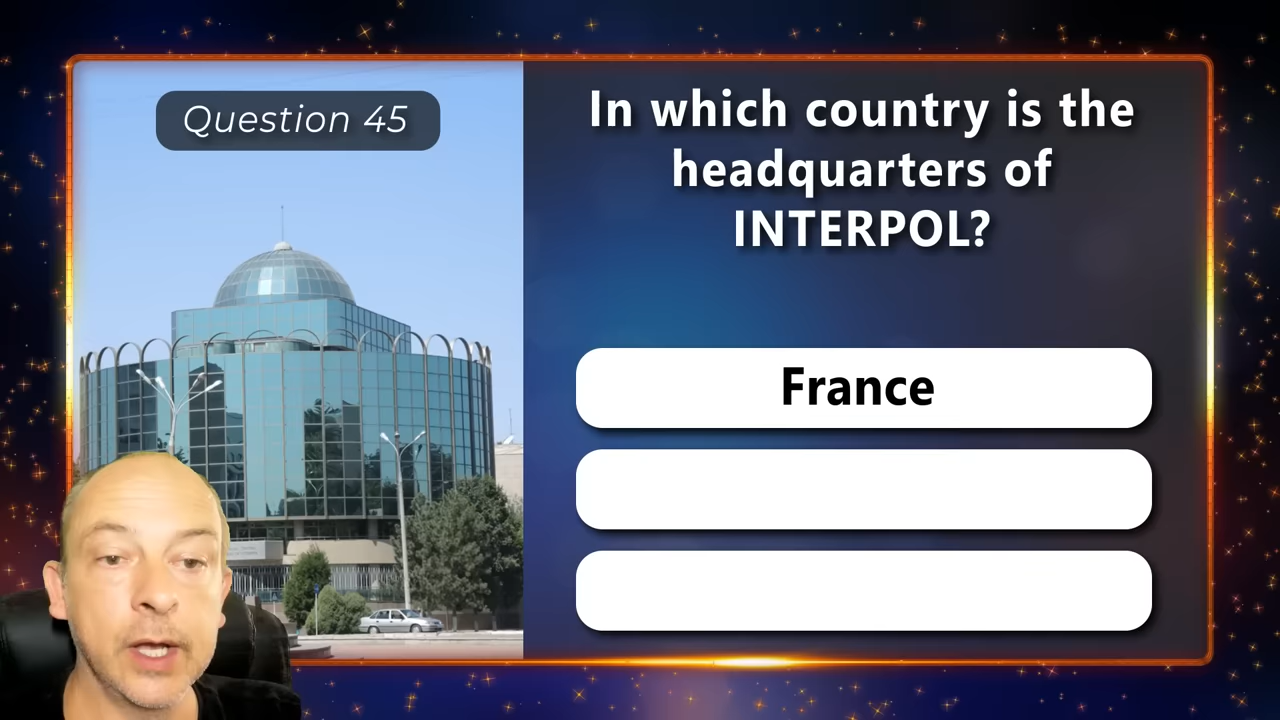 Question 45
In which country is the
headquarters of
INTERPOL?
France